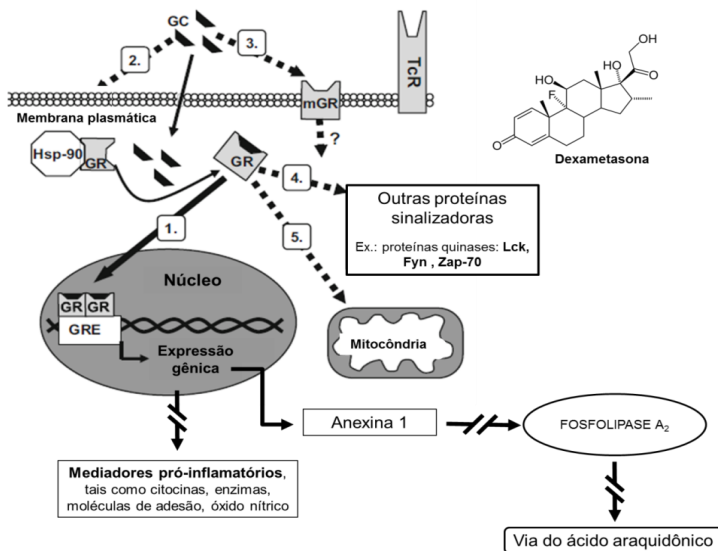 GC
2.
3.
TcR
mGR
Membrana plasmática
?
Hsp-90
GR
GR
4.
1.
5.
Outras proteínas
sinalizadoras
Ex.: proteínas quinases: Lck,
Fyn , Zap-70
Núcleo
GR GR
GRE
Expressão
gênica
Mitocôndria
Anexina 1
FOSFOLIPASE A₂
Mediadores pró-inflamatórios,
tais como citocinas, enzimas,
moléculas de adesão, óxido nítrico
Via do ácido araquidônico
OH
HO
OH
O
F
O
Dexametasona